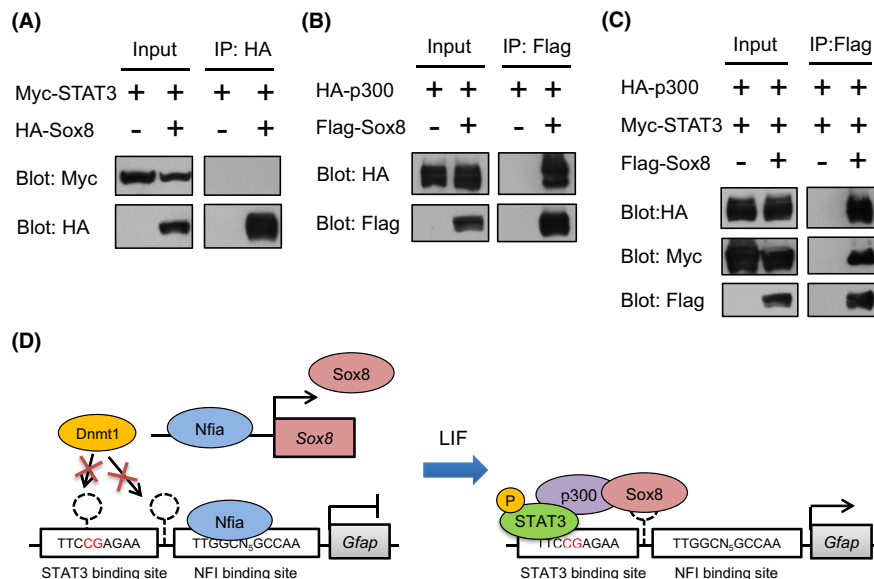 (A)
Input IP: HA
Myc-STAT3 + + + +
HA-Sox8 - + - +
Blot: Myc
Blot: HA
(B)
Input IP: Flag
HA-p300 + + + +
Flag-Sox8 - + - +
Blot: HA
Blot: Flag
(C)
Input IP:Flag
HA-p300 + + + +
Myc-STAT3 + + + +
Flag-Sox8 - + - +
Blot:HA
Blot: Myc
Blot: Flag
(D)
Sox8
Dnmt1 Nfia Sox8
Nfia
TTCCGAGAA TTGGCN₅GCCAA Gfap
STAT3 binding site NFI binding site
LIF
P STAT3 p300 Sox8
TTCCGAGAA TTGGCN₅GCCAA Gfap
STAT3 binding site NFI binding site